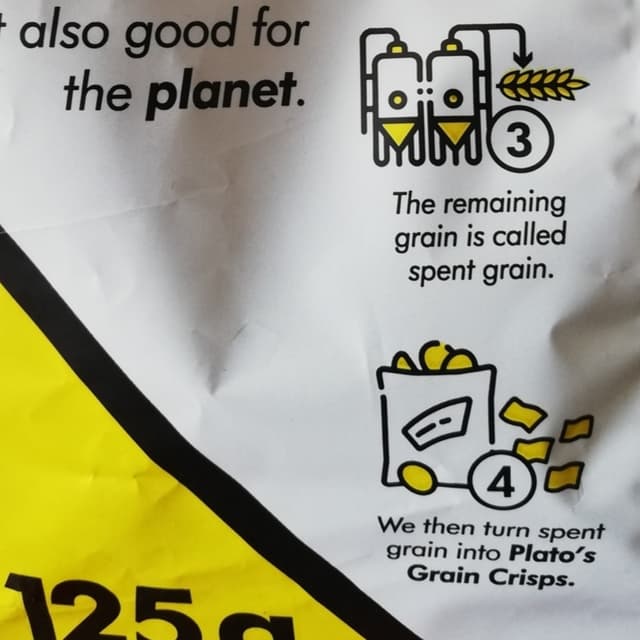 also good for
the planet.
3
The remaining
grain is called
spent grain.
4
We then turn spent
grain into Plato's
Grain Crisps.
125g